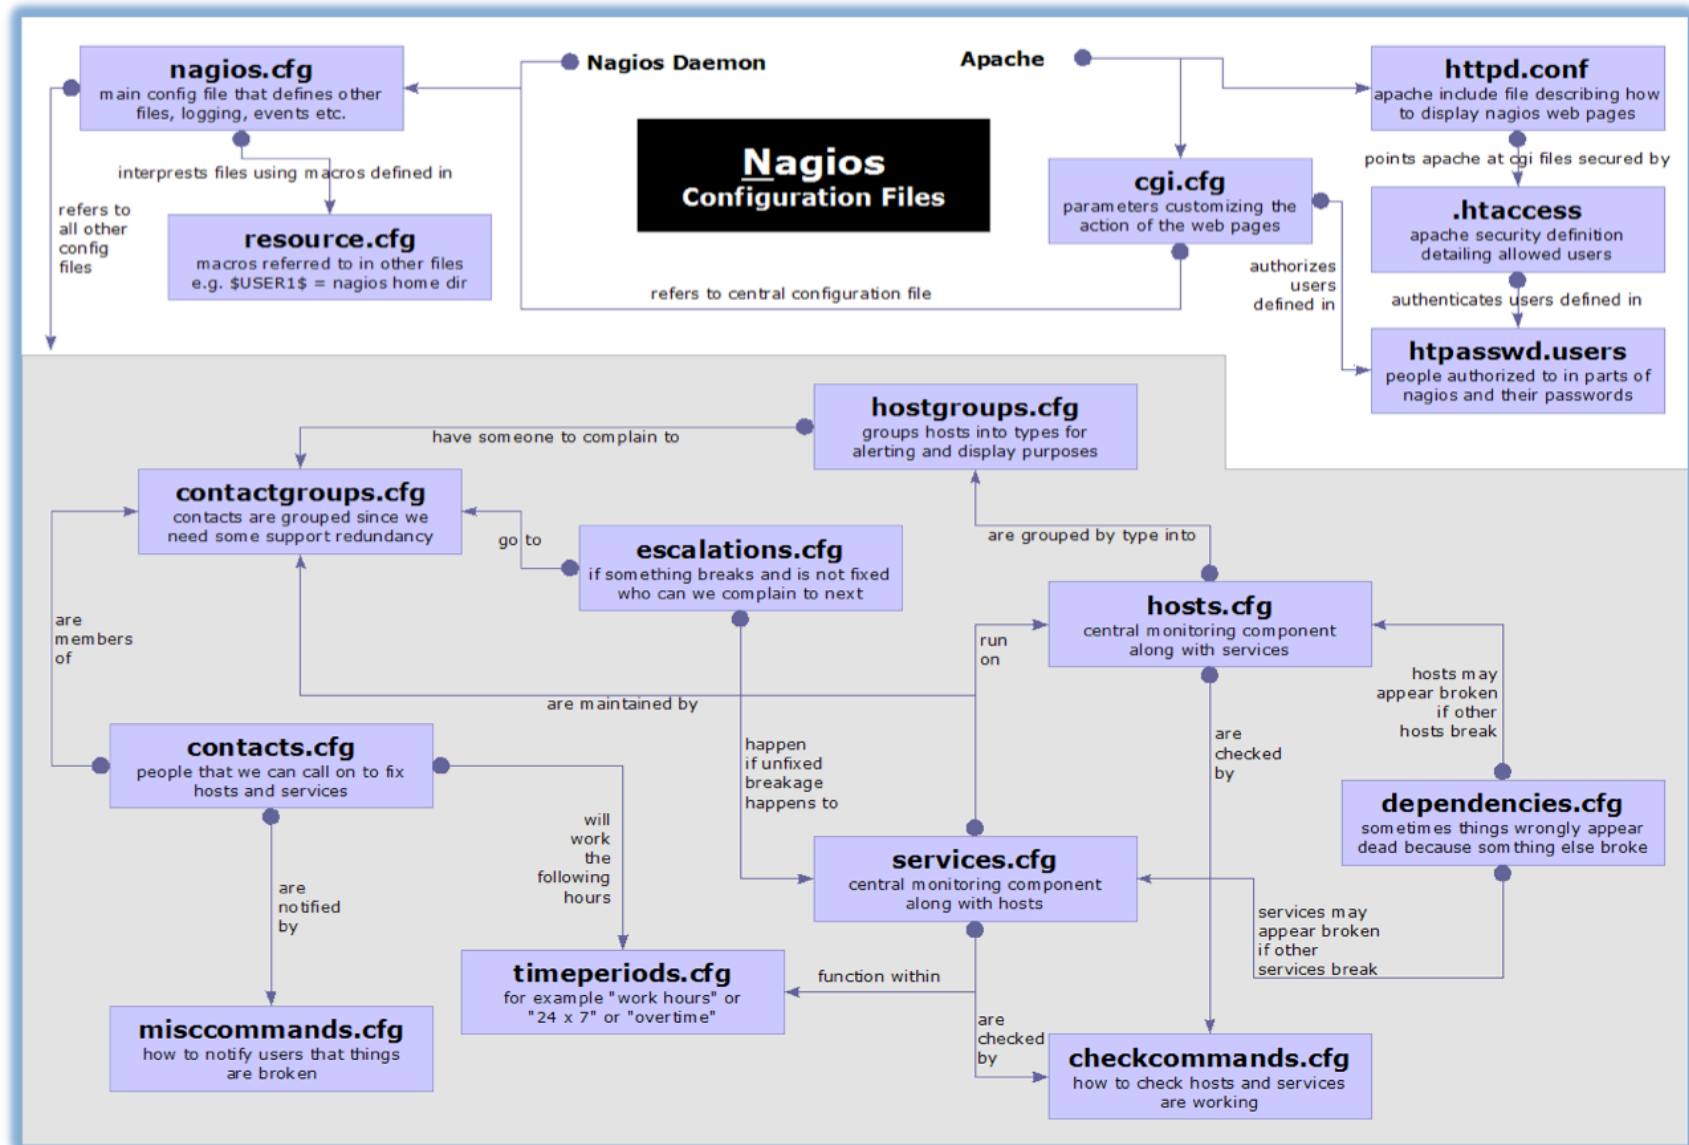 nagios.cfg
main config file that defines other
files, logging, events etc.
Nagios Daemon
Apache
httpd.conf
apache include file describing how
to display nagios web pages
Nagios
Configuration Files
interprests files using macros defined in
points apache at cgi files secured by
cgi.cfg
parameters customizing the
action of the web pages
.htaccess
apache security definition
detailing allowed users
refers to
all other
config
files
resource.cfg
macros referred to in other files
e.g. $USER1$ = nagios home dir
refers to central configuration file
authorizes
users
defined in
authenticates users defined in
htpasswd.users
people authorized to in parts of
nagios and their passwords
hostgroups.cfg
groups hosts into types for
alerting and display purposes
have someone to complain to
contactgroups.cfg
contacts are grouped since we
need some support redundancy
go to
escalations.cfg
if something breaks and is not fixed
who can we complain to next
are grouped by type into
hosts.cfg
central monitoring component
along with services
are
members
of
run
on
are maintained by
hosts may
appear broken
if other
hosts break
contacts.cfg
people that we can call on to fix
hosts and services
happen
if unfixed
breakage
happens to
are
checked
by
dependencies.cfg
sometimes things wrongly appear
dead because somthing else broke
will
work
the
following
hours
services.cfg
central monitoring component
along with hosts
are
notified
by
services may
appear broken
if other
services break
timeperiods.cfg
for example "work hours" or
"24 x 7" or "overtime"
function within
misccommands.cfg
how to notify users that things
are broken
are
checked
by
checkcommands.cfg
how to check hosts and services
are working